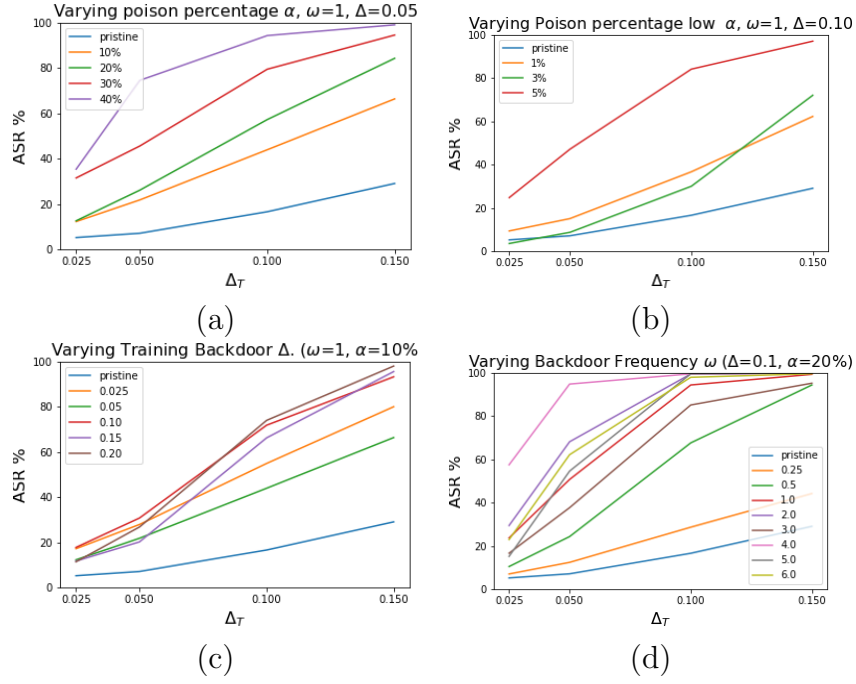 Varying poison percentage α, ω=1, Δ=0.05
100
80
60
40
20
0
ASR %
pristine
10%
20%
30%
40%
0.025 0.050 0.100 0.150
Δ_T
(a)
Varying Poison percentage low α, ω=1, Δ=0.10
100
80
60
40
20
0
ASR %
pristine
1%
3%
5%
0.025 0.050 0.100 0.150
Δ_T
(b)
Varying Training Backdoor Δ. (ω=1, α=10%
100
80
60
40
20
0
ASR %
pristine
0.025
0.05
0.10
0.15
0.20
0.025 0.050 0.100 0.150
Δ_T
(c)
Varying Backdoor Frequency ω (Δ=0.1, α=20%)
100
80
60
40
20
0
ASR %
pristine
0.25
0.5
1.0
2.0
3.0
4.0
5.0
6.0
0.025 0.050 0.100 0.150
Δ_T
(d)